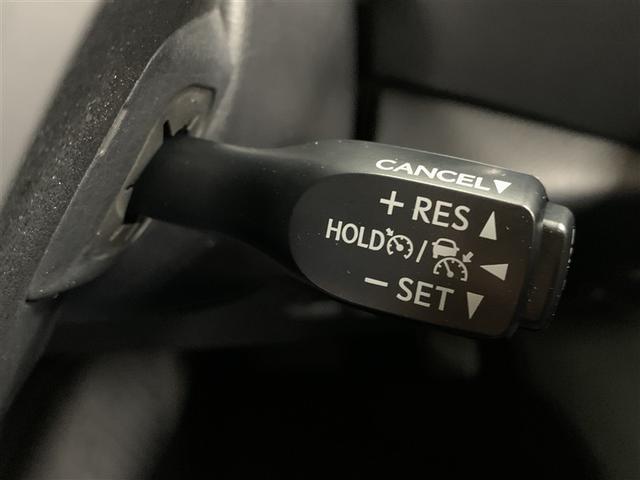 CANCEL▼
+ RES ▲
HOLD / ◀
− SET ▼